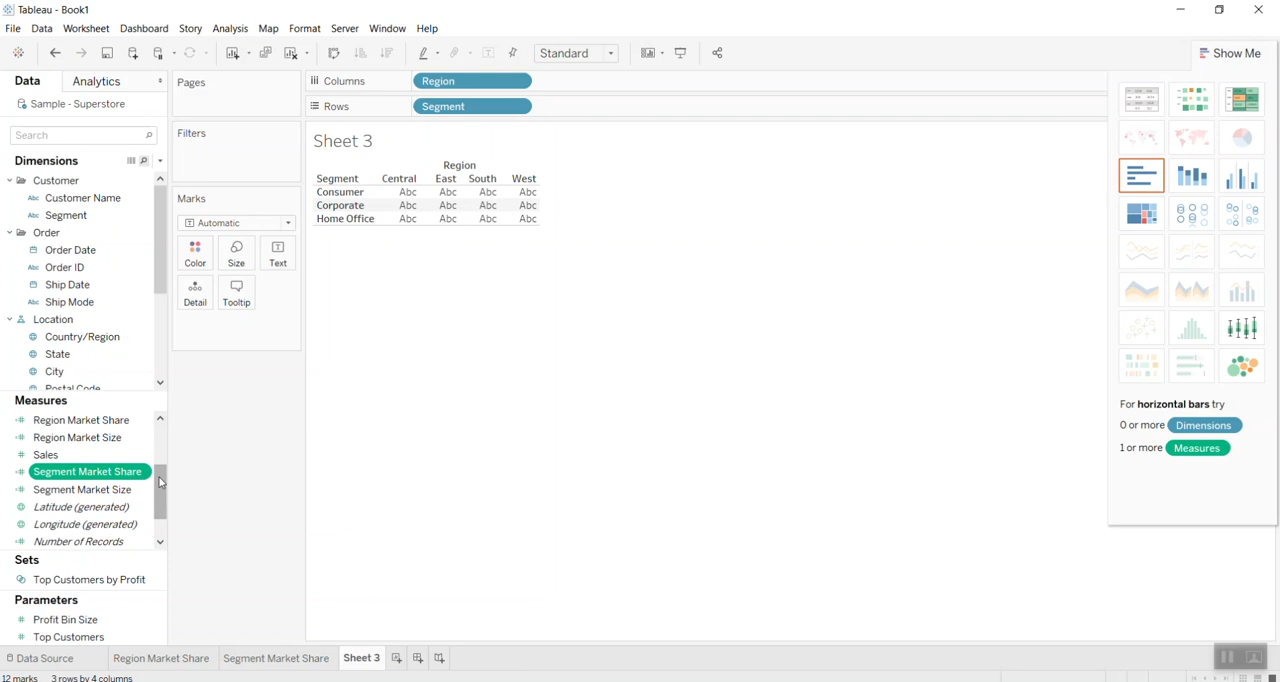 Tableau - Book1
File Data Worksheet Dashboard Story Analysis Map Format Server Window Help
Standard
Show Me
Data Analytics
Sample - Superstore
Search
Dimensions
Customer
Abc Customer Name
Abc Segment
Order
Order Date
Abc Order ID
Ship Date
Abc Ship Mode
Location
Country/Region
State
City
Postal Code
Measures
Region Market Share
Region Market Size
Sales
Segment Market Share
Segment Market Size
Latitude (generated)
Longitude (generated)
Number of Records
Sets
Top Customers by Profit
Parameters
Profit Bin Size
Top Customers
Pages
Filters
Marks
Automatic
Color Size Text
Detail Tooltip
Columns Region
Rows Segment
Sheet 3
Region
Segment Central East South West
Consumer Abc Abc Abc Abc
Corporate Abc Abc Abc Abc
Home Office Abc Abc Abc Abc
For horizontal bars try
0 or more Dimensions
1 or more Measures
Data Source Region Market Share Segment Market Share Sheet 3
12 marks 3 rows by 4 columns